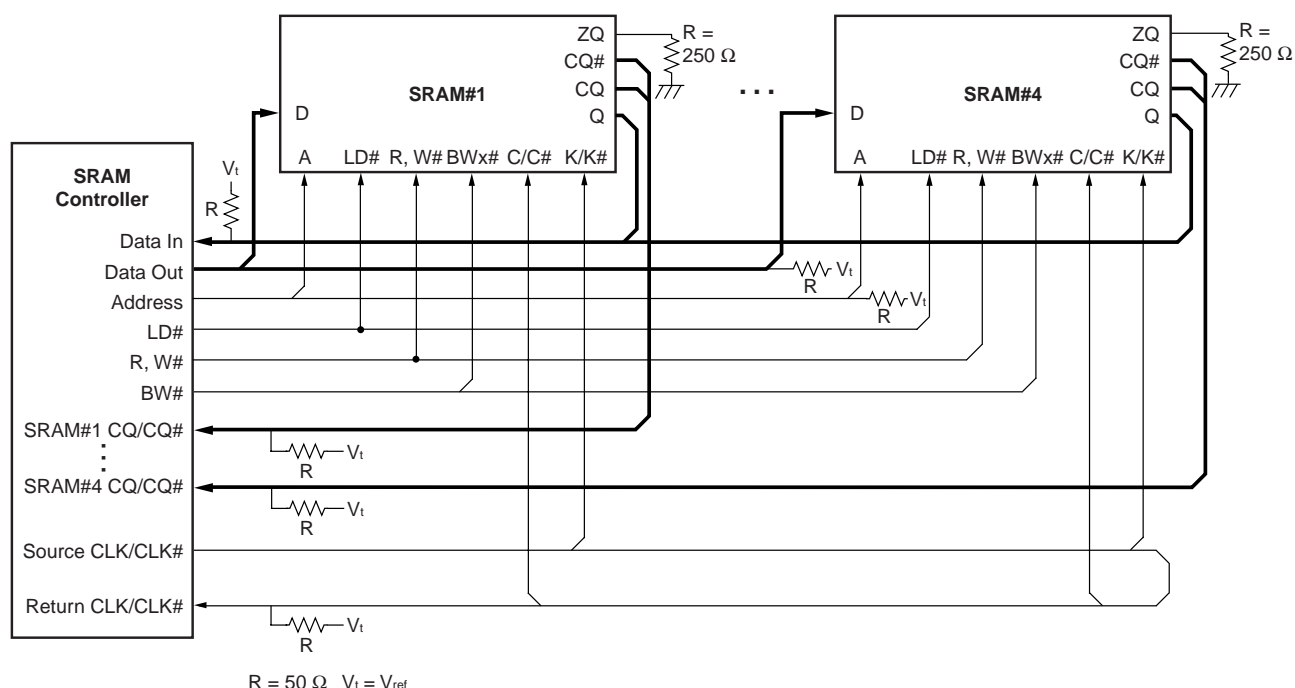 ZQ
CQ#
CQ
Q
R =
250 Ω
SRAM#1
D
A LD# R, W# BWx# C/C# K/K#
...
ZQ
CQ#
CQ
Q
R =
250 Ω
SRAM#4
D
A LD# R, W# BWx# C/C# K/K#
SRAM
Controller
Vt
R
Data In
Data Out
Address
LD#
R, W#
BW#
SRAM#1 CQ/CQ#
SRAM#4 CQ/CQ#
Source CLK/CLK#
Return CLK/CLK#
R Vt
R Vt
R Vt
R Vt
R Vt
R = 50 Ω Vt = Vref